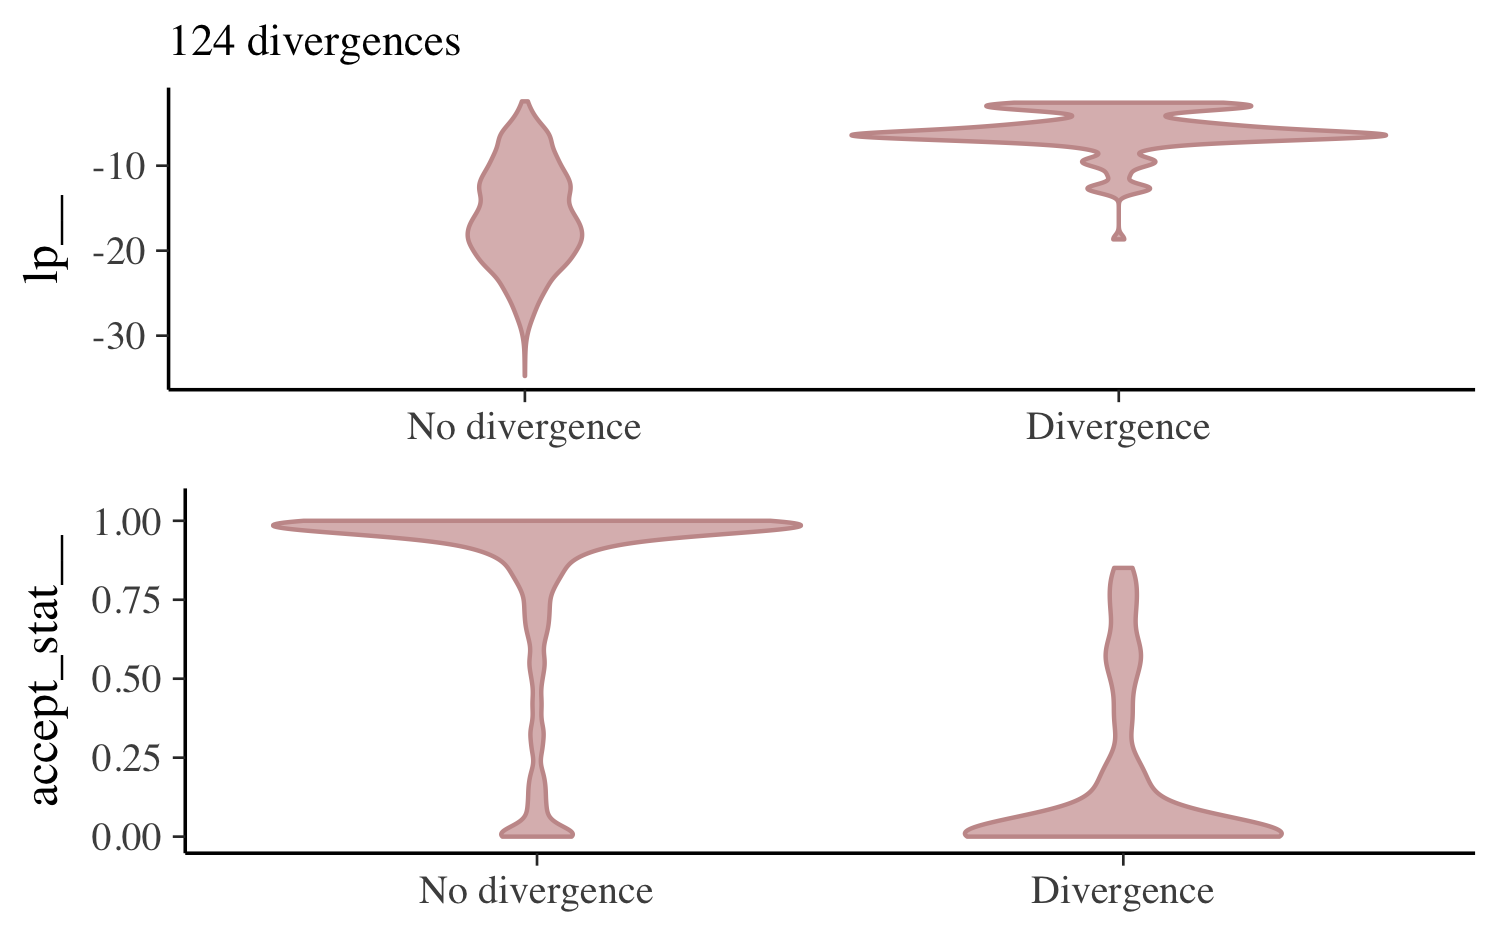 124 divergences
lp__
-10
-20
-30
No divergence Divergence
accept_stat__
1.00
0.75
0.50
0.25
0.00
No divergence Divergence